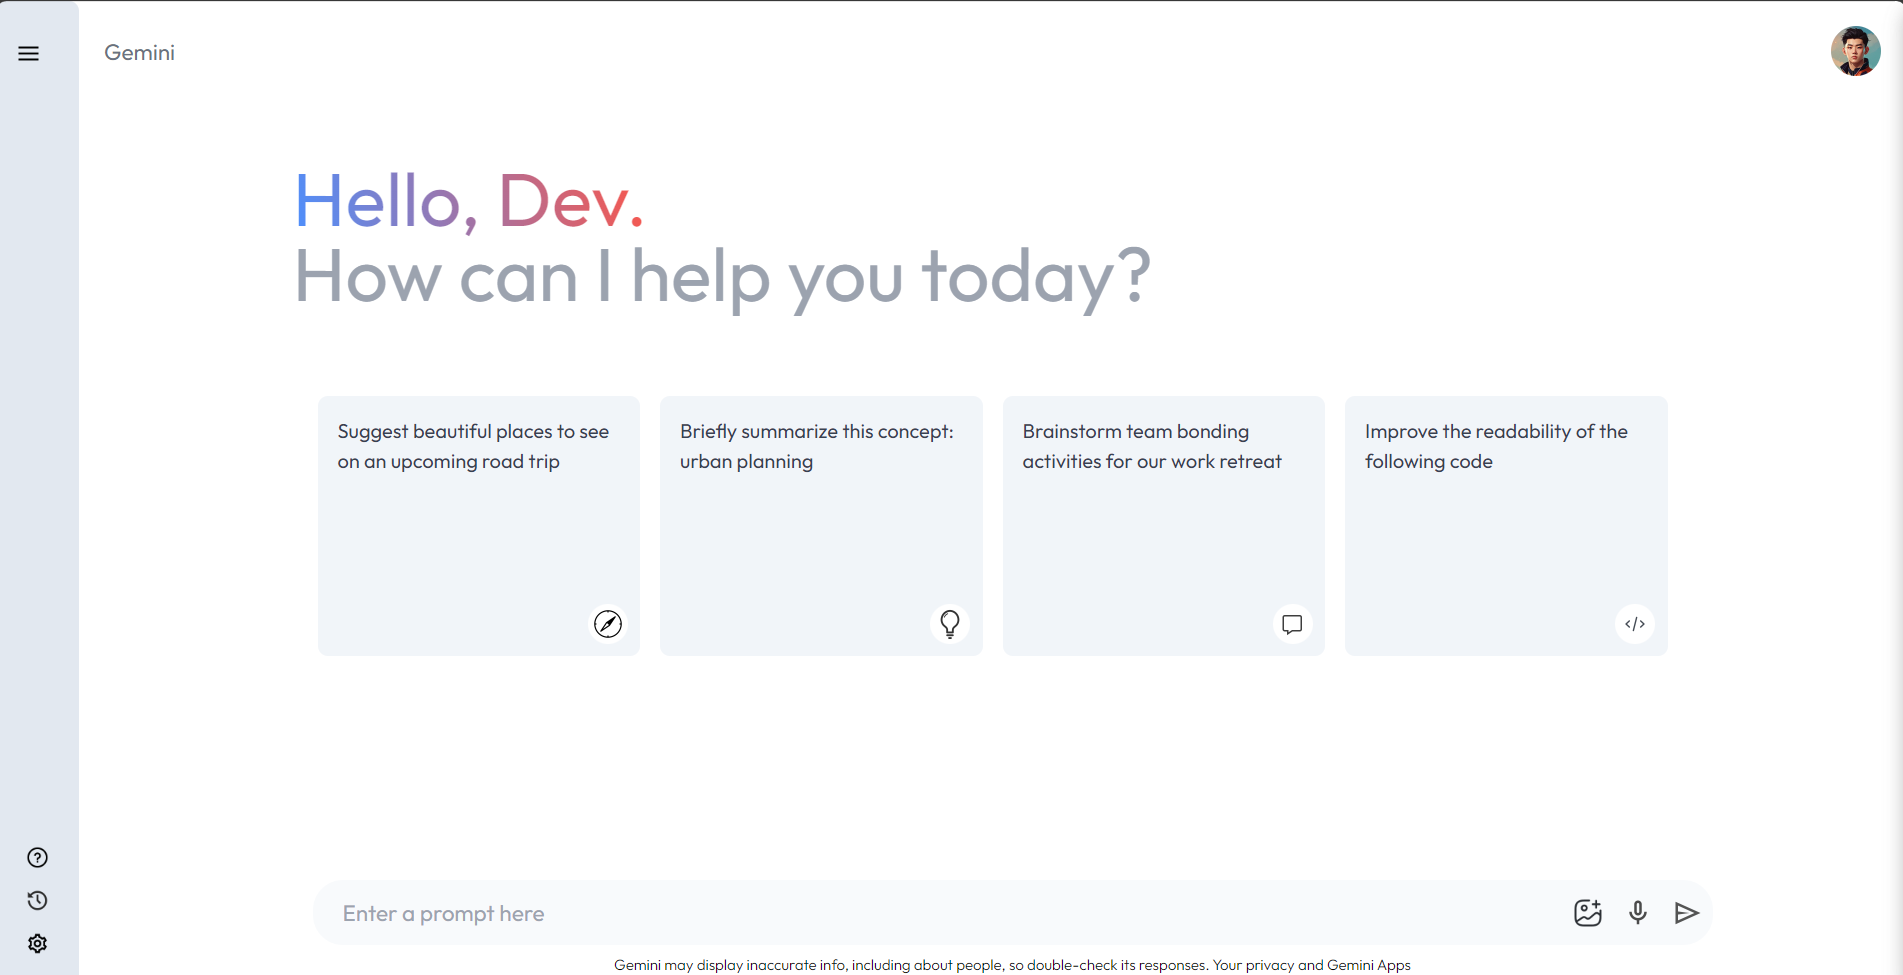 Gemini
Hello, Dev.
How can I help you today?
Suggest beautiful places to see
on an upcoming road trip
Briefly summarize this concept:
urban planning
Brainstorm team bonding
activities for our work retreat
Improve the readability of the
following code
Enter a prompt here
Gemini may display inaccurate info, including about people, so double-check its responses. Your privacy and Gemini Apps